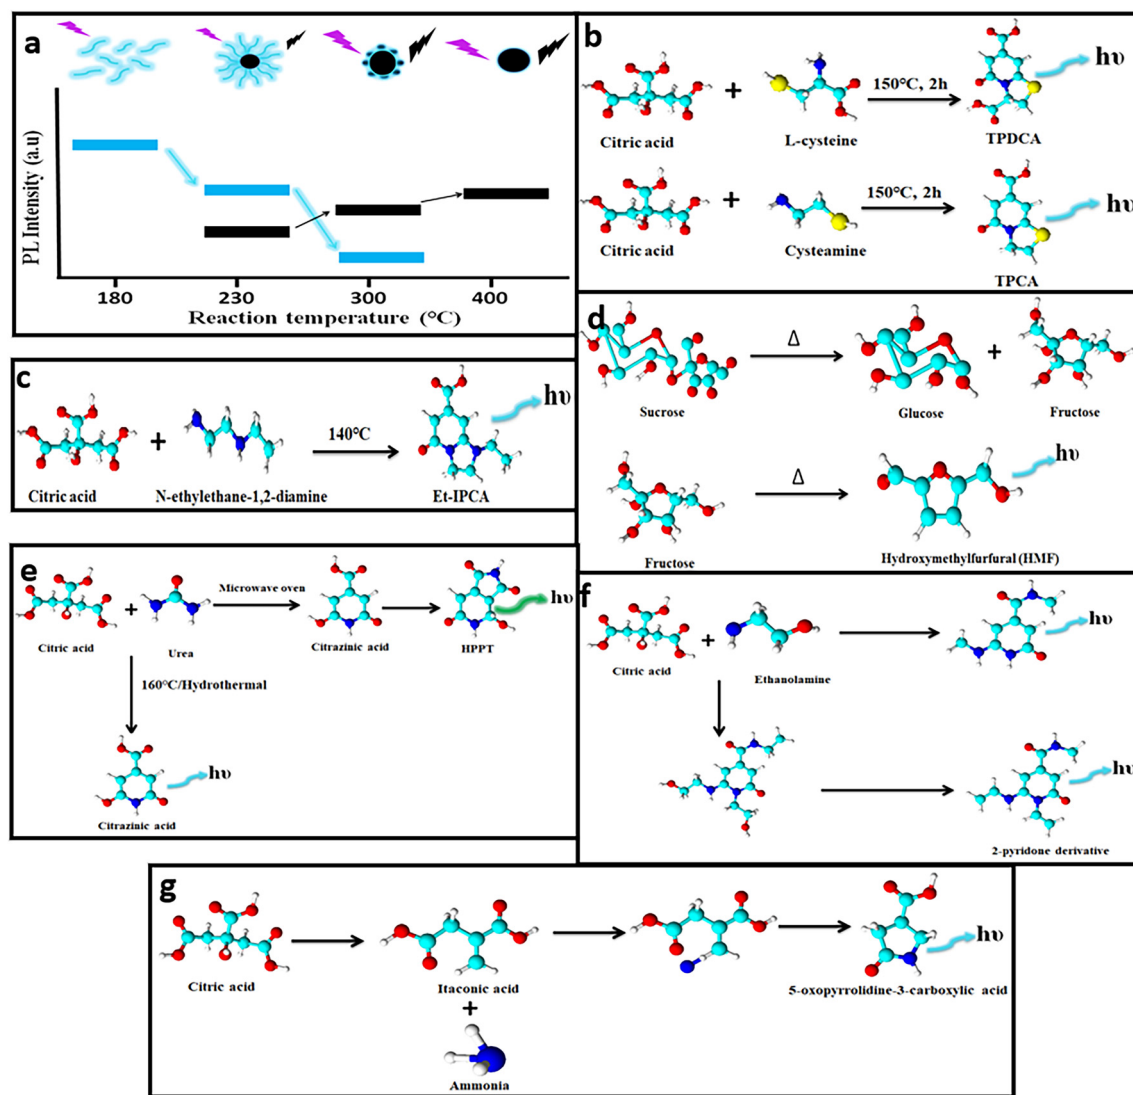 a
PL Intensity (a.u)
180 230 300 400
Reaction temperature (°C)
b
+
150°C, 2h
hυ
Citric acid L-cysteine TPDCA
+
150°C, 2h
hυ
Citric acid Cysteamine TPCA
c
+
140°C
hυ
Citric acid N-ethylethane-1,2-diamine Et-IPCA
d
Δ
+
Sucrose Glucose Fructose
Δ
hυ
Fructose Hydroxymethylfurfural (HMF)
e
+
Microwave oven
hυ
Citric acid Urea Citrazinic acid HPPT
160°C/Hydrothermal
hυ
Citrazinic acid
f
+
hυ
Citric acid Ethanolamine
hυ
2-pyridone derivative
g
hυ
Citric acid Itaconic acid 5-oxopyrrolidine-3-carboxylic acid
+
Ammonia